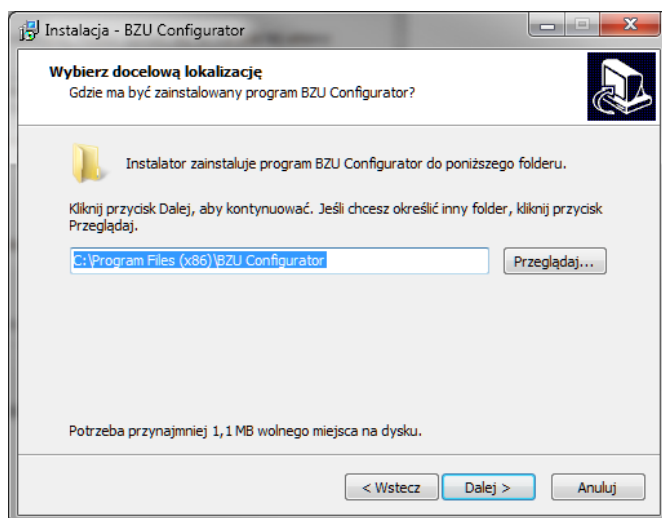 Instalacja - BZU Configurator
Wybierz docelową lokalizację
Gdzie ma być zainstalowany program BZU Configurator?
Instalator zainstaluje program BZU Configurator do poniższego folderu.
Kliknij przycisk Dalej, aby kontynuować. Jeśli chcesz określić inny folder, kliknij przycisk
Przeglądaj.
C:\Program Files (x86)\BZU Configurator
Przeglądaj...
Potrzeba przynajmniej 1,1 MB wolnego miejsca na dysku.
< Wstecz
Dalej >
Anuluj